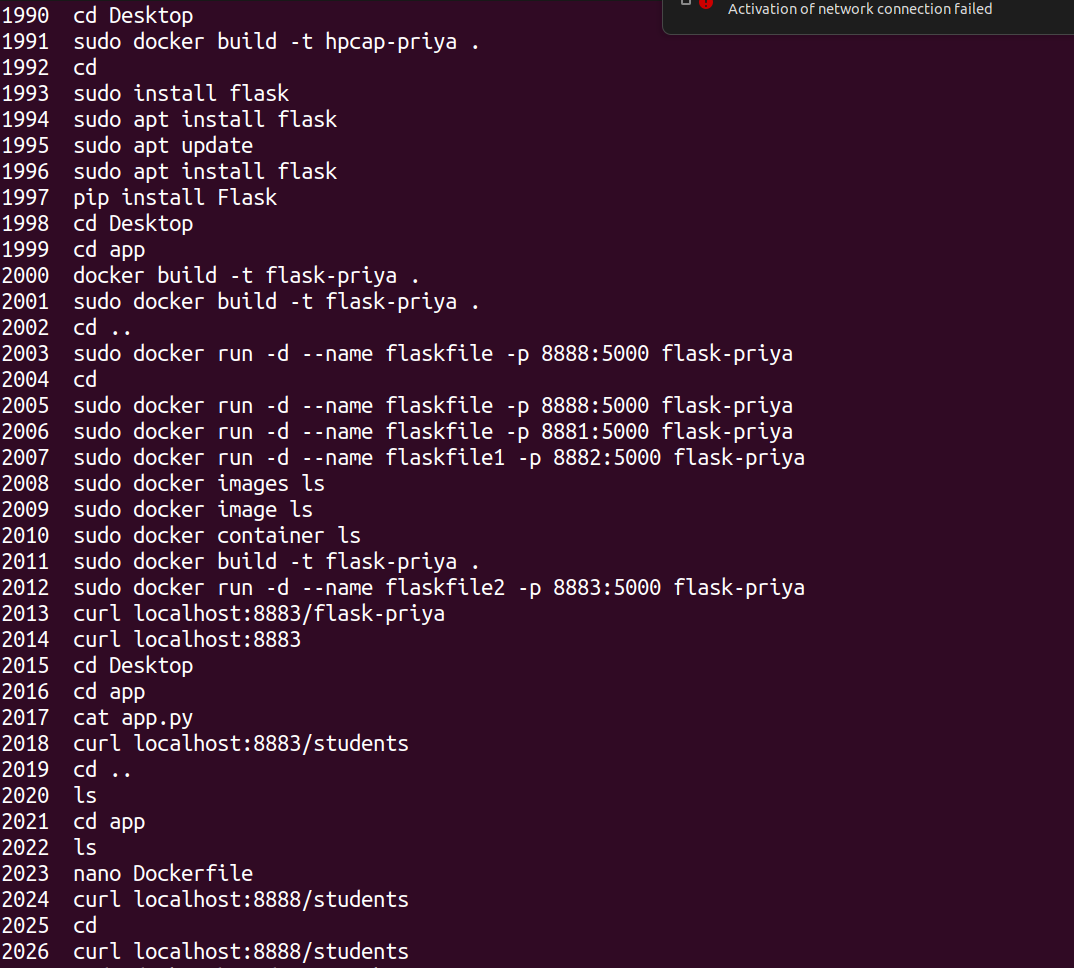 Activation of network connection failed
1990 cd Desktop
1991 sudo docker build -t hpcap-priya .
1992 cd
1993 sudo install flask
1994 sudo apt install flask
1995 sudo apt update
1996 sudo apt install flask
1997 pip install Flask
1998 cd Desktop
1999 cd app
2000 docker build -t flask-priya .
2001 sudo docker build -t flask-priya .
2002 cd ..
2003 sudo docker run -d --name flaskfile -p 8888:5000 flask-priya
2004 cd
2005 sudo docker run -d --name flaskfile -p 8888:5000 flask-priya
2006 sudo docker run -d --name flaskfile -p 8881:5000 flask-priya
2007 sudo docker run -d --name flaskfile1 -p 8882:5000 flask-priya
2008 sudo docker images ls
2009 sudo docker image ls
2010 sudo docker container ls
2011 sudo docker build -t flask-priya .
2012 sudo docker run -d --name flaskfile2 -p 8883:5000 flask-priya
2013 curl localhost:8883/flask-priya
2014 curl localhost:8883
2015 cd Desktop
2016 cd app
2017 cat app.py
2018 curl localhost:8883/students
2019 cd ..
2020 ls
2021 cd app
2022 ls
2023 nano Dockerfile
2024 curl localhost:8888/students
2025 cd
2026 curl localhost:8888/students